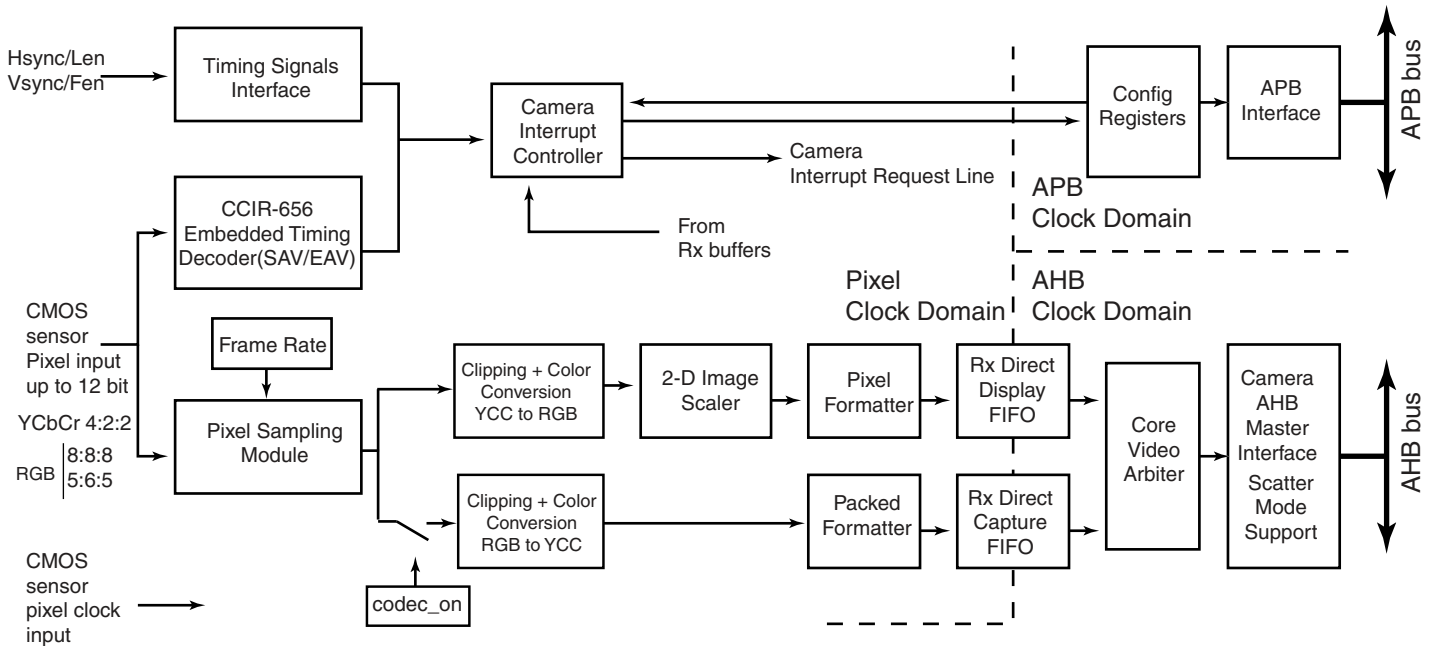 Hsync/Len
Vsync/Fen
Timing Signals
Interface
CCIR-656
Embedded Timing
Decoder(SAV/EAV)
Camera
Interrupt
Controller
Camera
Interrupt Request Line
From
Rx buffers
Config
Registers
APB
Interface
APB bus
APB
Clock Domain
Pixel
Clock Domain
AHB
Clock Domain
CMOS
sensor
Pixel input
up to 12 bit
YCbCr 4:2:2
RGB
8:8:8
5:6:5
Frame Rate
Pixel Sampling
Module
Clipping + Color
Conversion
YCC to RGB
2-D Image
Scaler
Pixel
Formatter
Rx Direct
Display
FIFO
Clipping + Color
Conversion
RGB to YCC
Packed
Formatter
Rx Direct
Capture
FIFO
Core
Video
Arbiter
Camera
AHB
Master
Interface
Scatter
Mode
Support
AHB bus
codec_on
CMOS
sensor
pixel clock
input